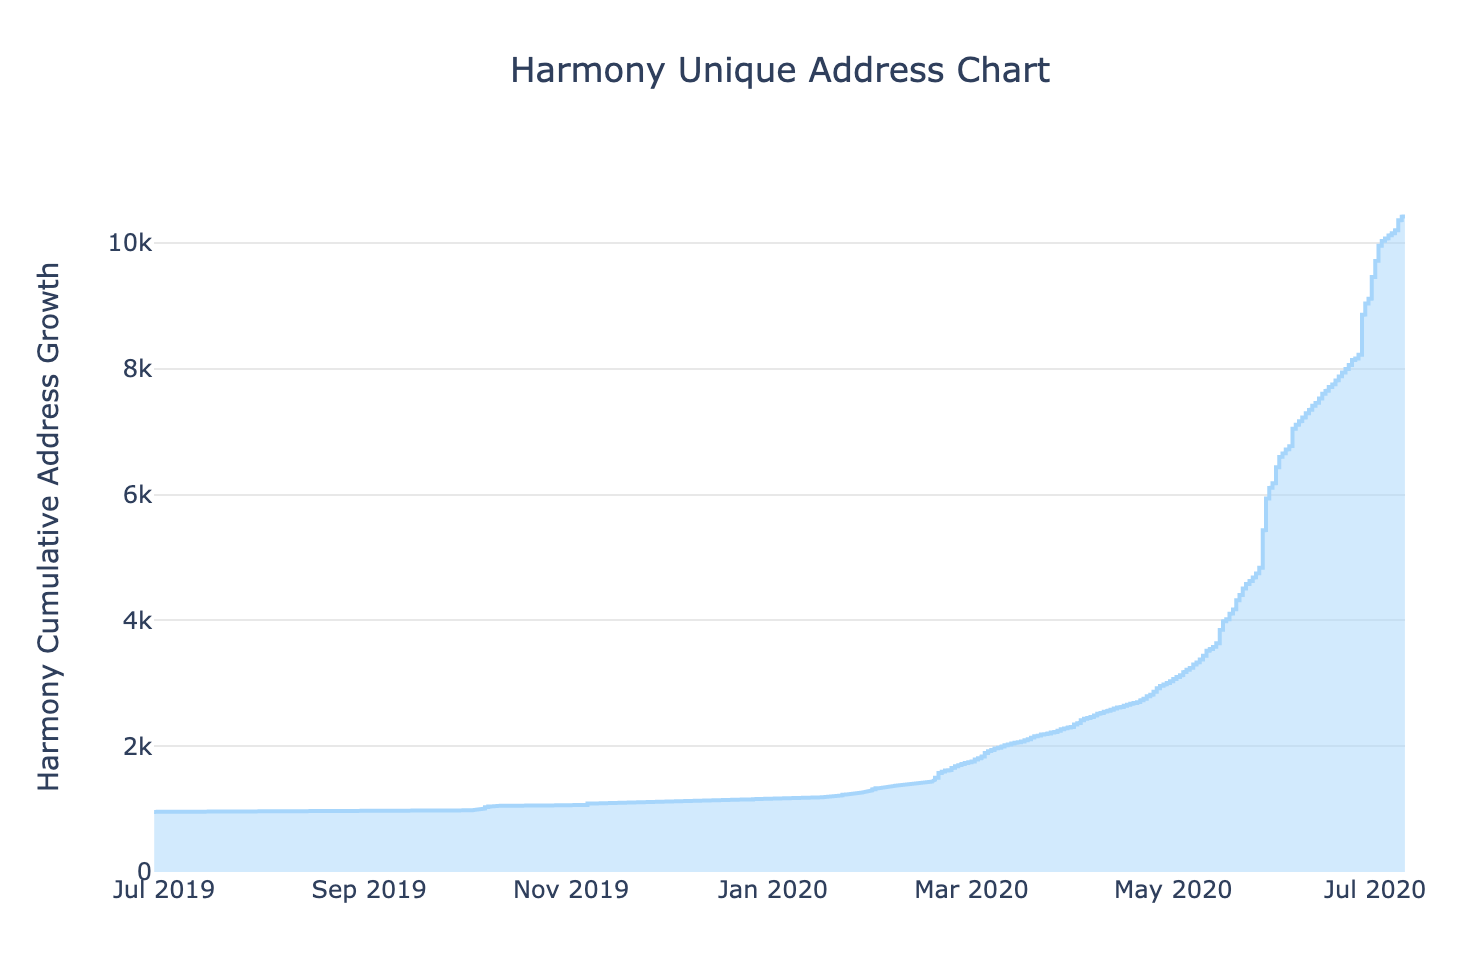 Harmony Unique Address Chart
Harmony Cumulative Address Growth
10k
8k
6k
4k
2k
0
Jul 2019 Sep 2019 Nov 2019 Jan 2020 Mar 2020 May 2020 Jul 2020